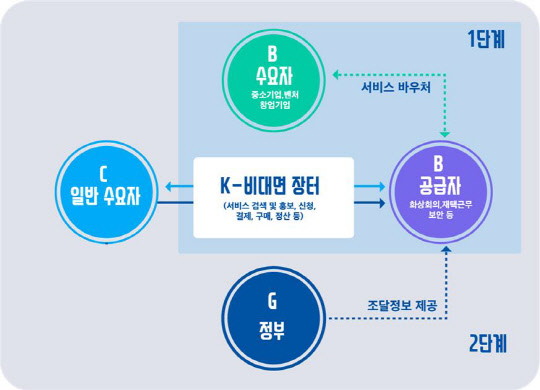 1단계
B
수요자
중소기업,벤처
창업기업
서비스 바우처
C
일반 수요자
K-비대면 장터
(서비스 검색 및 홍보, 신청,
결제, 구매, 정산 등)
B
공급자
화상회의,재택근무
보안 등
G
정부
조달정보 제공
2단계